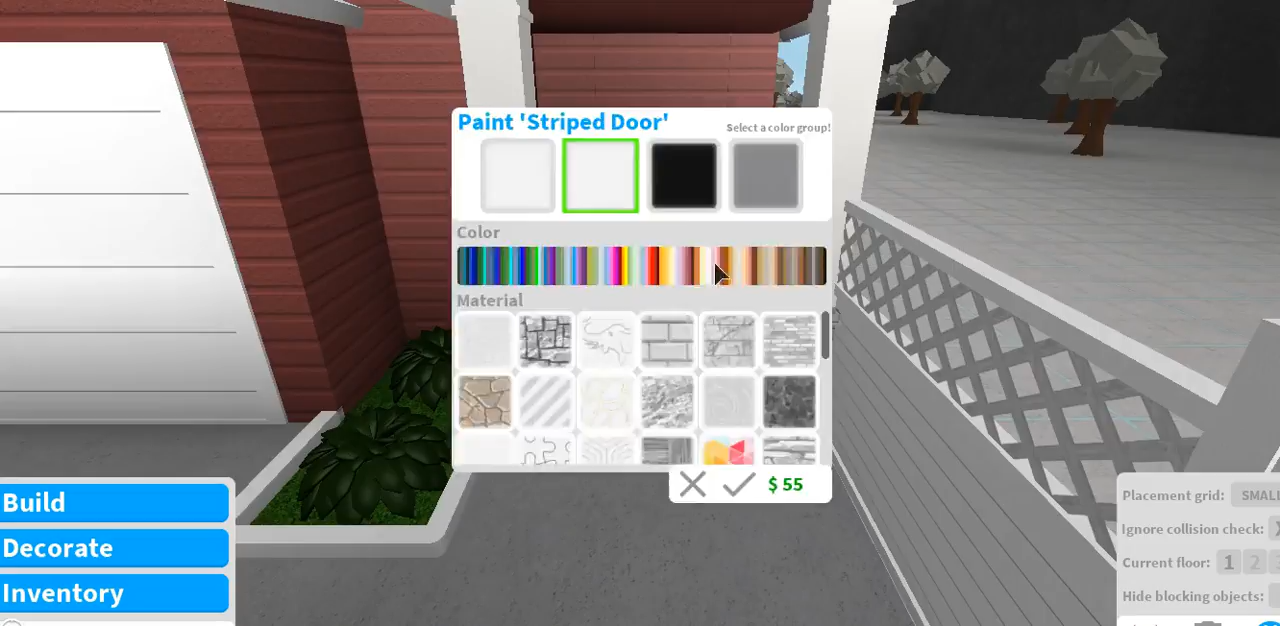 Paint 'Striped Door'
Select a color group!
Color
Material
$ 55
Build
Decorate
Inventory
Placement grid: SMALL
Ignore collision check: X
Current floor: 1 2
Hide blocking objects: